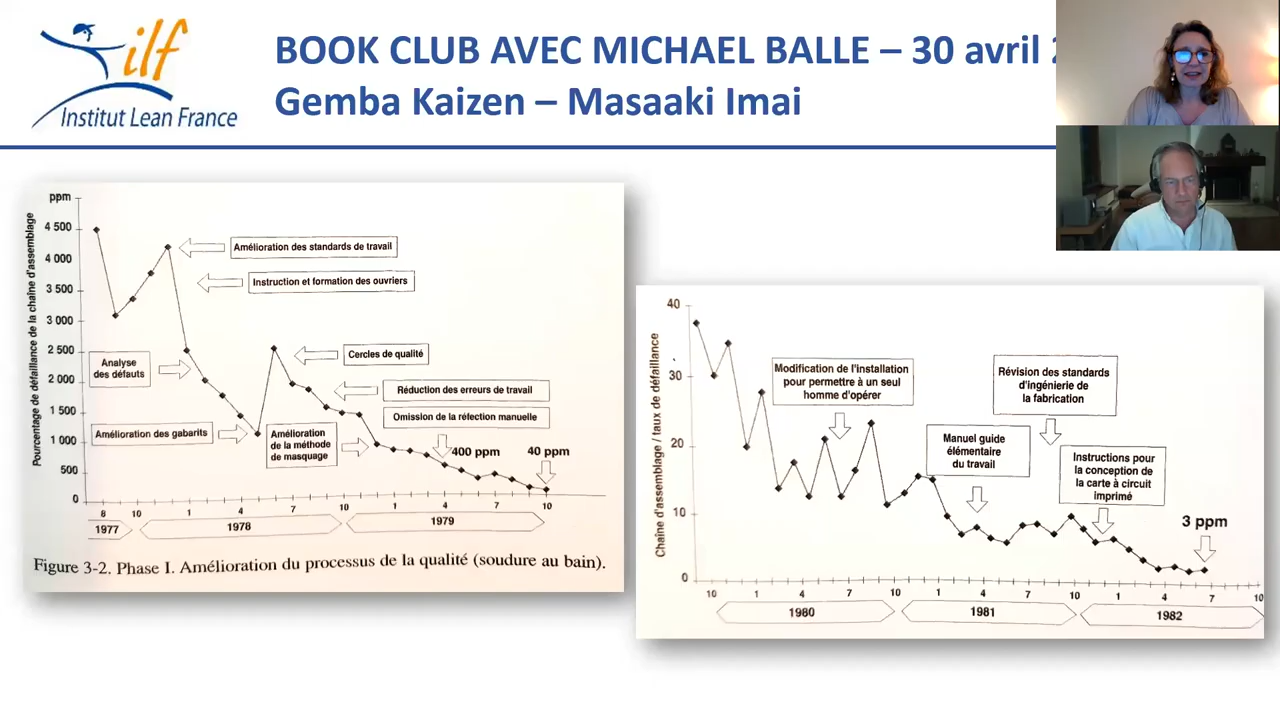 ilf
Institut Lean France
BOOK CLUB AVEC MICHAEL BALLE – 30 avril
Gemba Kaizen – Masaaki Imai
ppm
Pourcentage de défaillance de la chaîne d'assemblage
4 500
4 000
3 500
3 000
2 500
2 000
1 500
1 000
500
0
Amélioration des standards de travail
Instruction et formation des ouvriers
Analyse
des défauts
Cercles de qualité
Réduction des erreurs de travail
Omission de la réfection manuelle
Amélioration des gabarits
Amélioration
de la méthode
de masquage
400 ppm
40 ppm
8 10 1 4 7 10 1 4 7 10
1977 1978 1979
Figure 3-2. Phase I. Amélioration du processus de la qualité (soudure au bain).
Chaîne d'assemblage / taux de défaillance
40
30
20
10
0
Modification de l'installation
pour permettre à un seul
homme d'opérer
Révision des standards
d'ingénierie de
la fabrication
Manuel guide
élémentaire
du travail
Instructions pour
la conception de
la carte à circuit
imprimé
3 ppm
10 1 4 7 10 1 4 7 10 1 4 7 10
1980 1981 1982